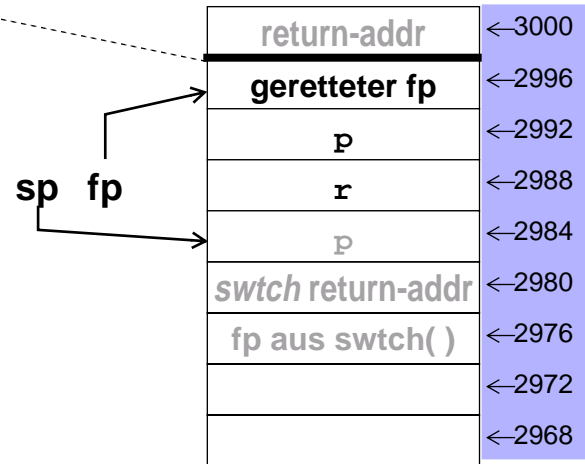 return-addr ←3000
geretteter fp ←2996
p ←2992
sp fp r ←2988
p ←2984
swtch return-addr ←2980
fp aus swtch( ) ←2976
←2972
←2968